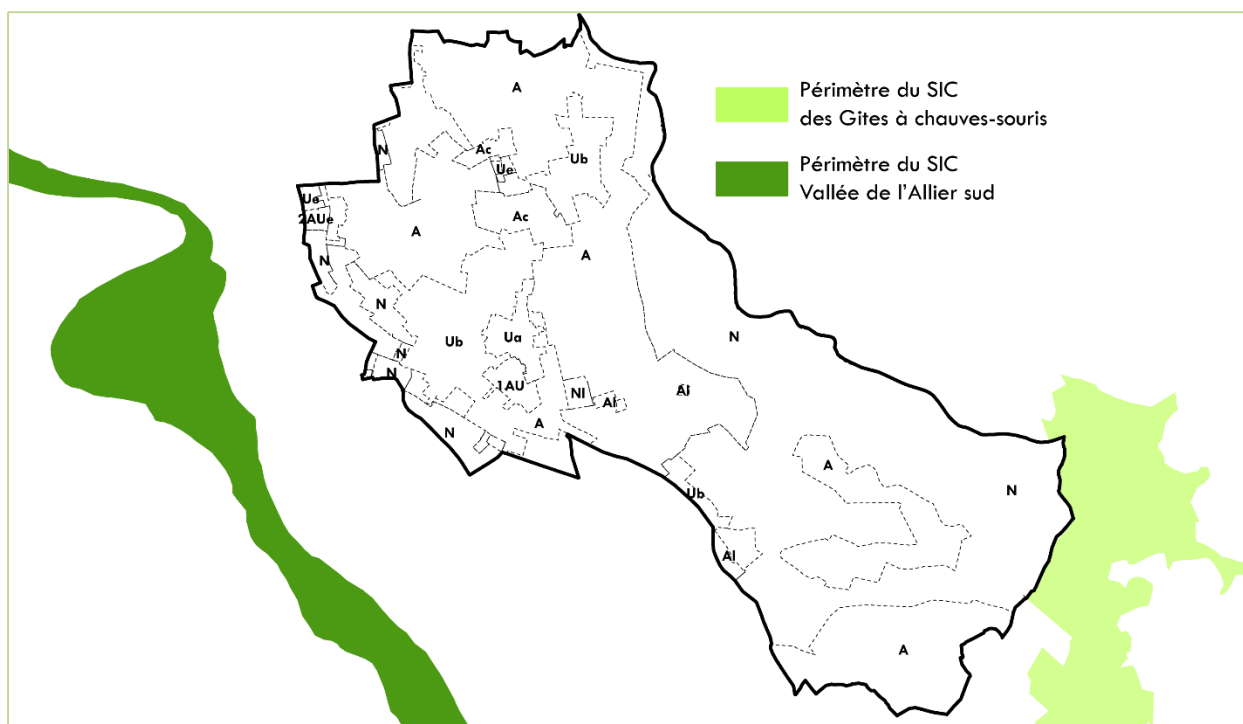 A
Périmètre du SIC
des Gites à chauves-souris
N
Ac
Ub
Ue
Périmètre du SIC
Vallée de l'Allier sud
Ue
2AUe
Ac
A
A
N
N
Ub
Ua
N
N
N
1AU
Nl
Al
Al
A
N
A
N
Ub
Al
A